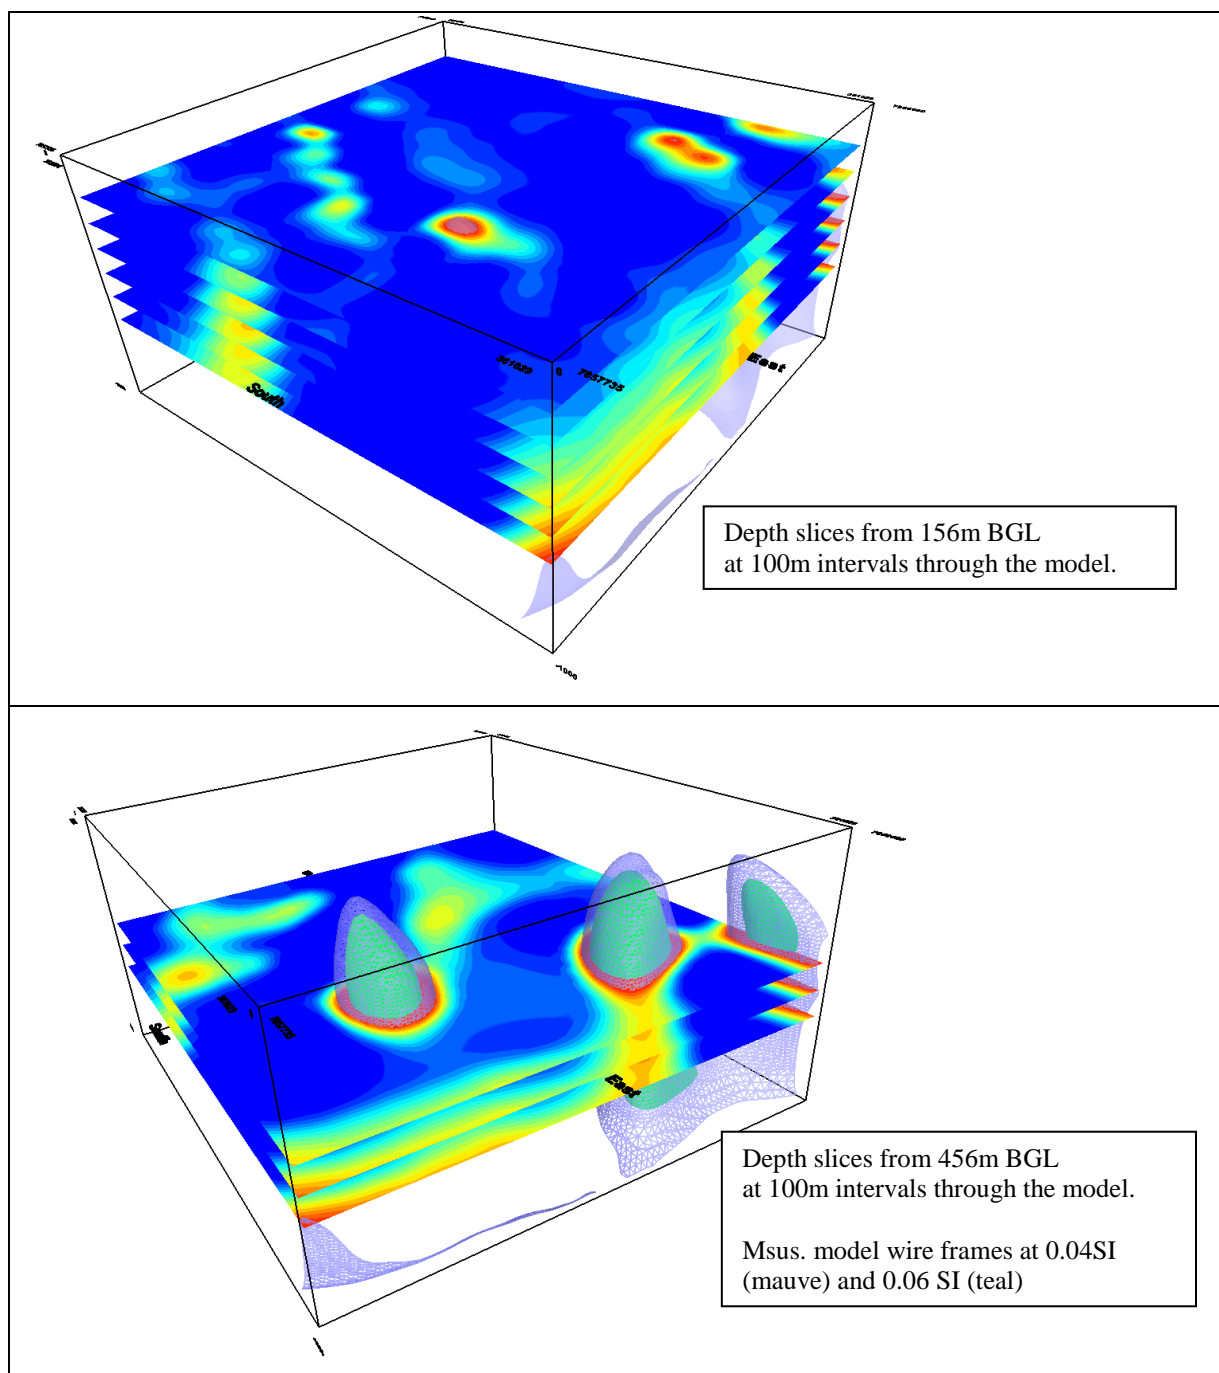 361025
0
7657735
East
South
-1000
Depth slices from 156m BGL
at 100m intervals through the model.
East
Depth slices from 456m BGL
at 100m intervals through the model.
Msus. model wire frames at 0.04SI
(mauve) and 0.06 SI (teal)